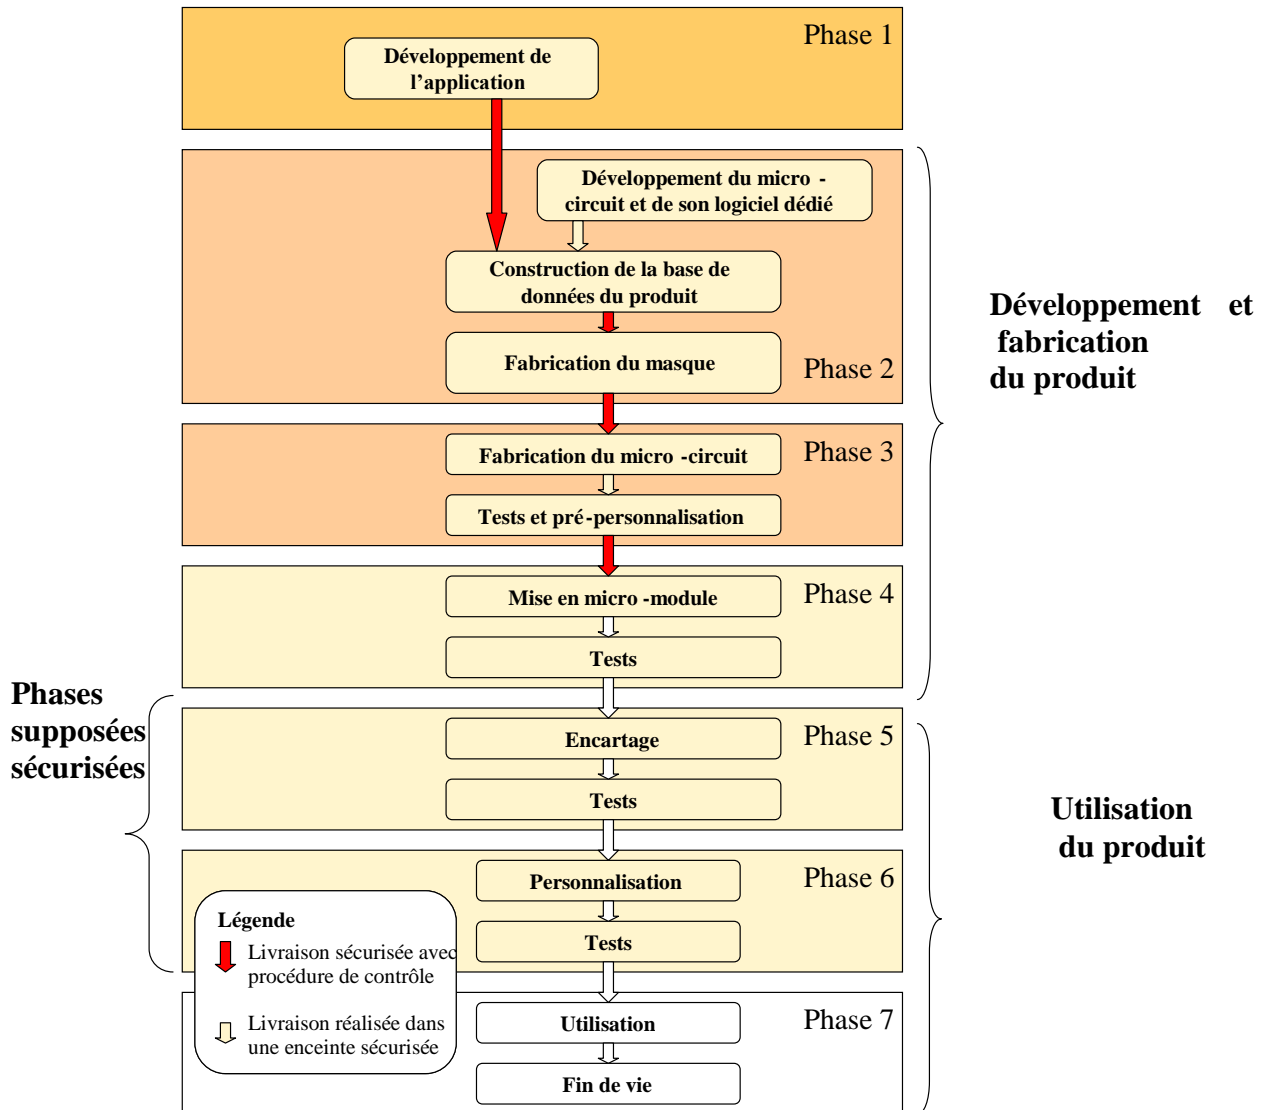 Phase 1
Développement de
l’application
Développement du micro -
circuit et de son logiciel dédié
Construction de la base de
données du produit
Fabrication du masque
Phase 2
Développement et
fabrication
du produit
Phase 3
Fabrication du micro -circuit
Tests et pré-personnalisation
Phase 4
Mise en micro -module
Tests
Phases
supposées
sécurisées
Phase 5
Encartage
Tests
Utilisation
du produit
Phase 6
Personnalisation
Tests
Légende
Livraison sécurisée avec
procédure de contrôle
Livraison réalisée dans
une enceinte sécurisée
Phase 7
Utilisation
Fin de vie